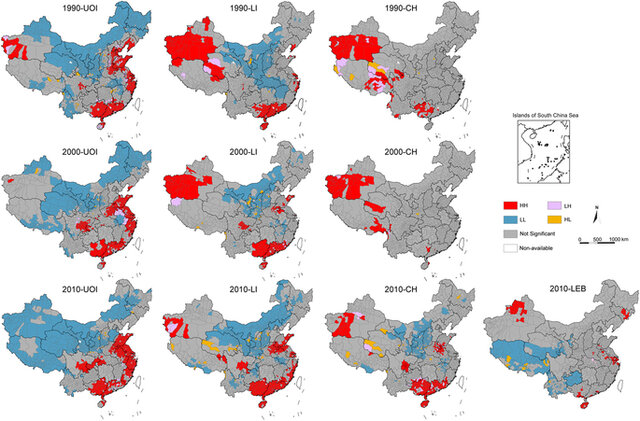 1990-UOI
1990-LI
1990-CH
Islands of South China Sea
2000-UOI
2000-LI
2000-CH
HH
LH
LL
HL
Not Significant
Non-available
N
0 500 1000 km
2010-UOI
2010-LI
2010-CH
2010-LEB